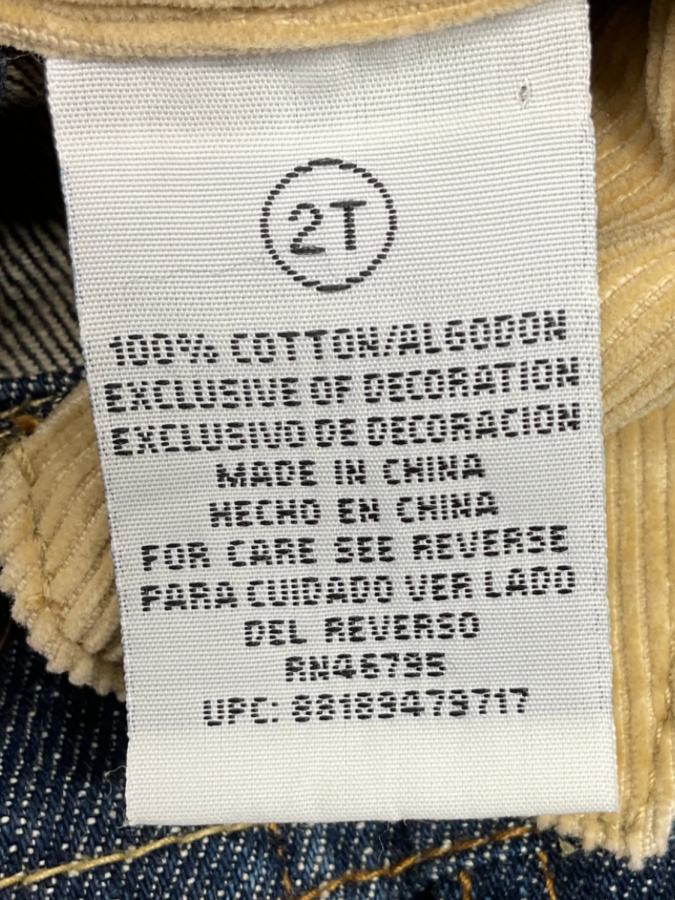 2T
100% COTTON/ALGODON
EXCLUSIVE OF DECORATION
EXCLUSIVO DE DECORACION
MADE IN CHINA
HECHO EN CHINA
FOR CARE SEE REVERSE
PARA CUIDADO VER LADO
DEL REVERSO
RN46795
UPC: 88189479717